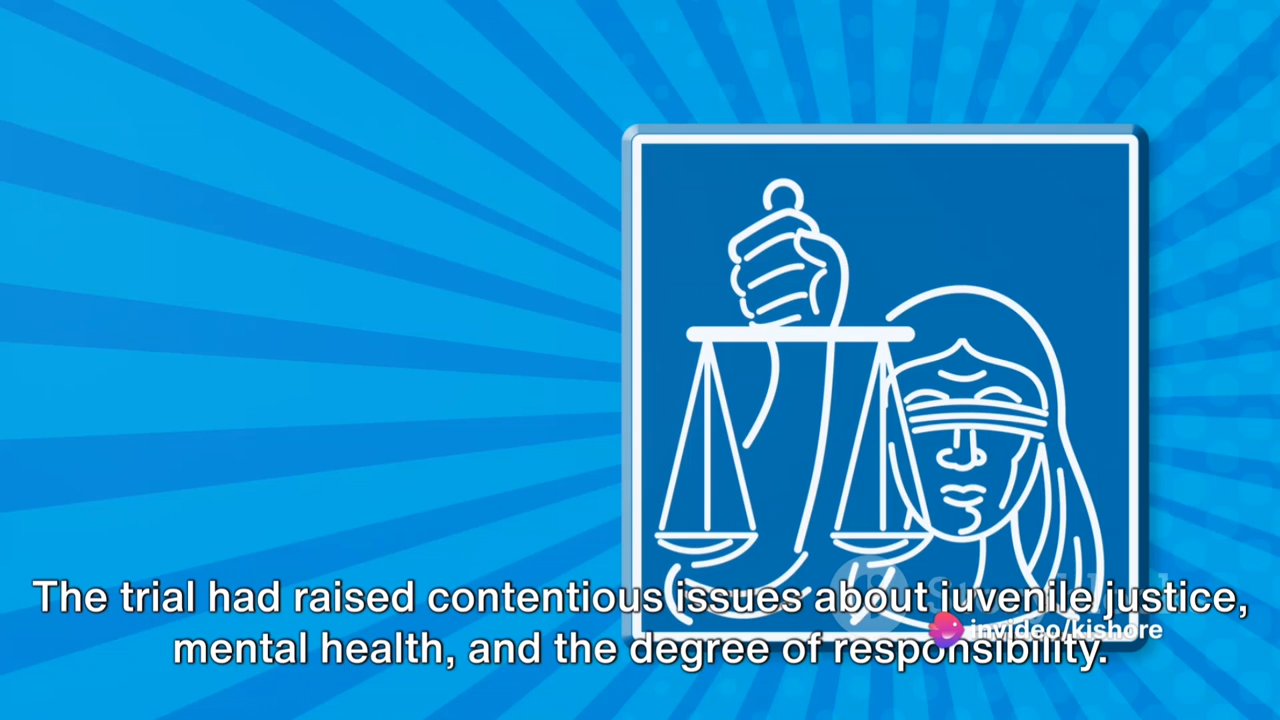 The trial had raised contentious issues about juvenile justice,
mental health, and the degree of responsibility.
invideo/kishore